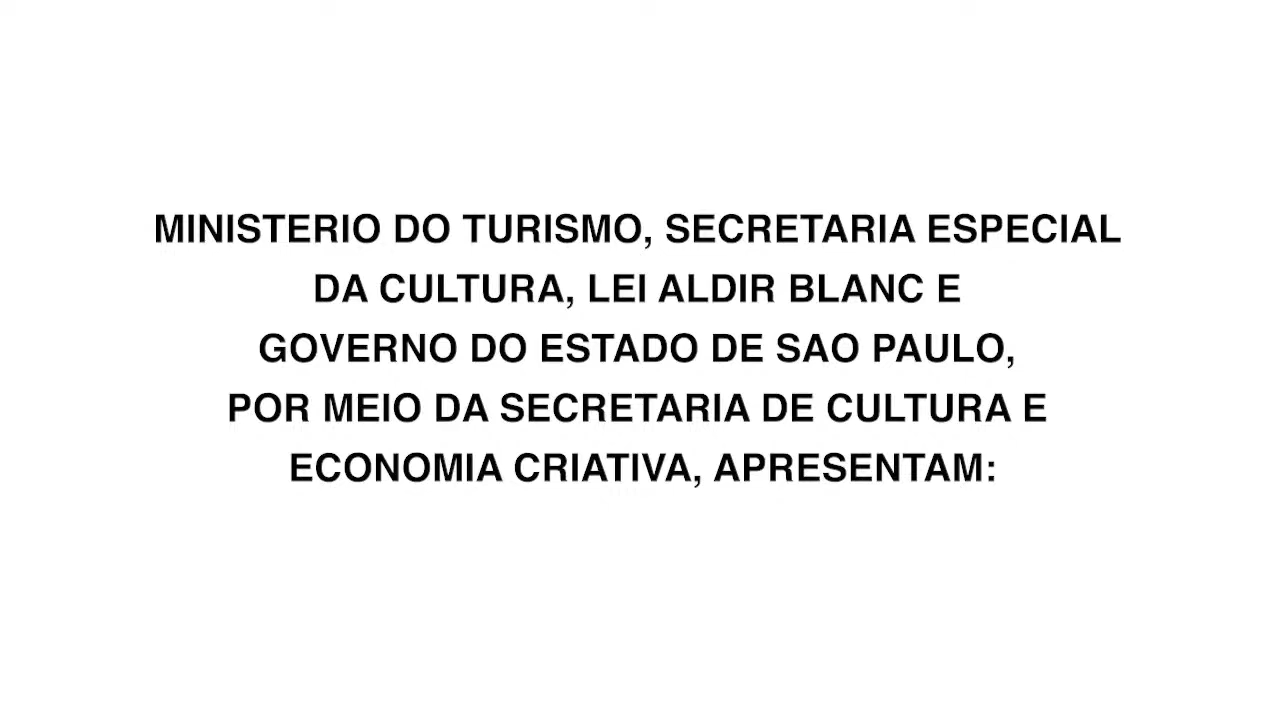 MINISTERIO DO TURISMO, SECRETARIA ESPECIAL
DA CULTURA, LEI ALDIR BLANC E
GOVERNO DO ESTADO DE SAO PAULO,
POR MEIO DA SECRETARIA DE CULTURA E
ECONOMIA CRIATIVA, APRESENTAM: